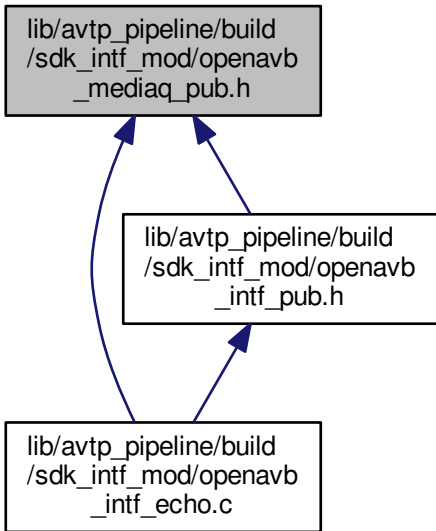 lib/avtp_pipeline/build
/sdk_intf_mod/openavb
_mediaq_pub.h
lib/avtp_pipeline/build
/sdk_intf_mod/openavb
_intf_pub.h
lib/avtp_pipeline/build
/sdk_intf_mod/openavb
_intf_echo.c